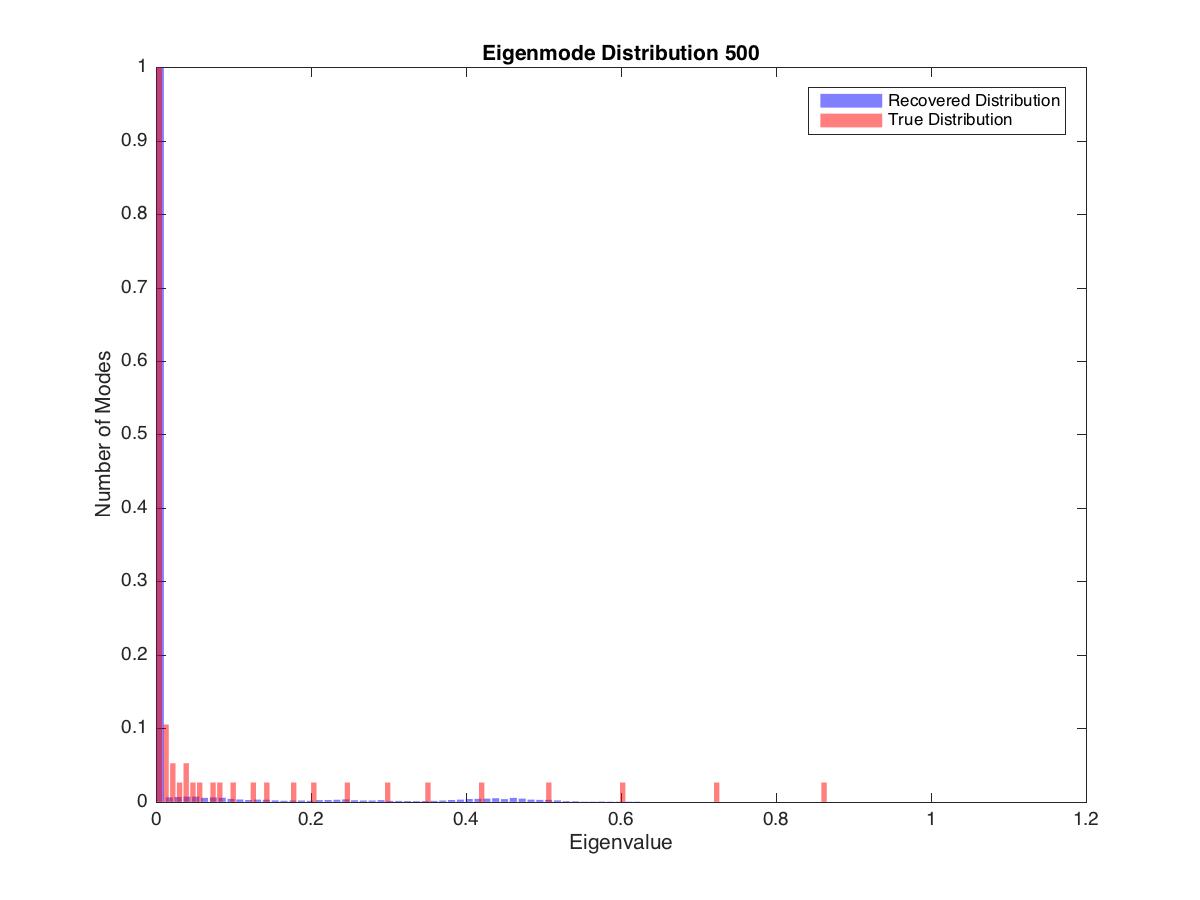 Eigenmode Distribution 500
Recovered Distribution
True Distribution
Number of Modes
1
0.9
0.8
0.7
0.6
0.5
0.4
0.3
0.2
0.1
0
0 0.2 0.4 0.6 0.8 1 1.2
Eigenvalue